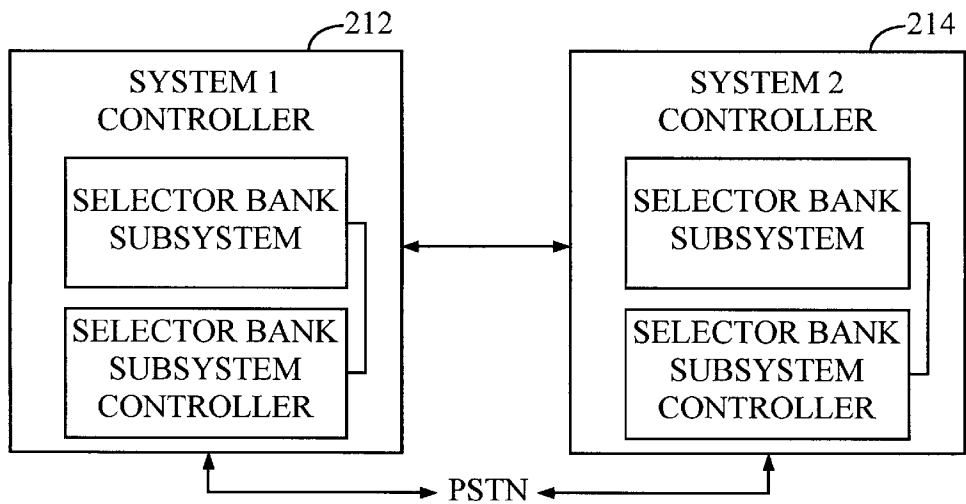 212
SYSTEM 1
CONTROLLER
SELECTOR BANK
SUBSYSTEM
SELECTOR BANK
SUBSYSTEM
CONTROLLER
214
SYSTEM 2
CONTROLLER
SELECTOR BANK
SUBSYSTEM
SELECTOR BANK
SUBSYSTEM
CONTROLLER
PSTN